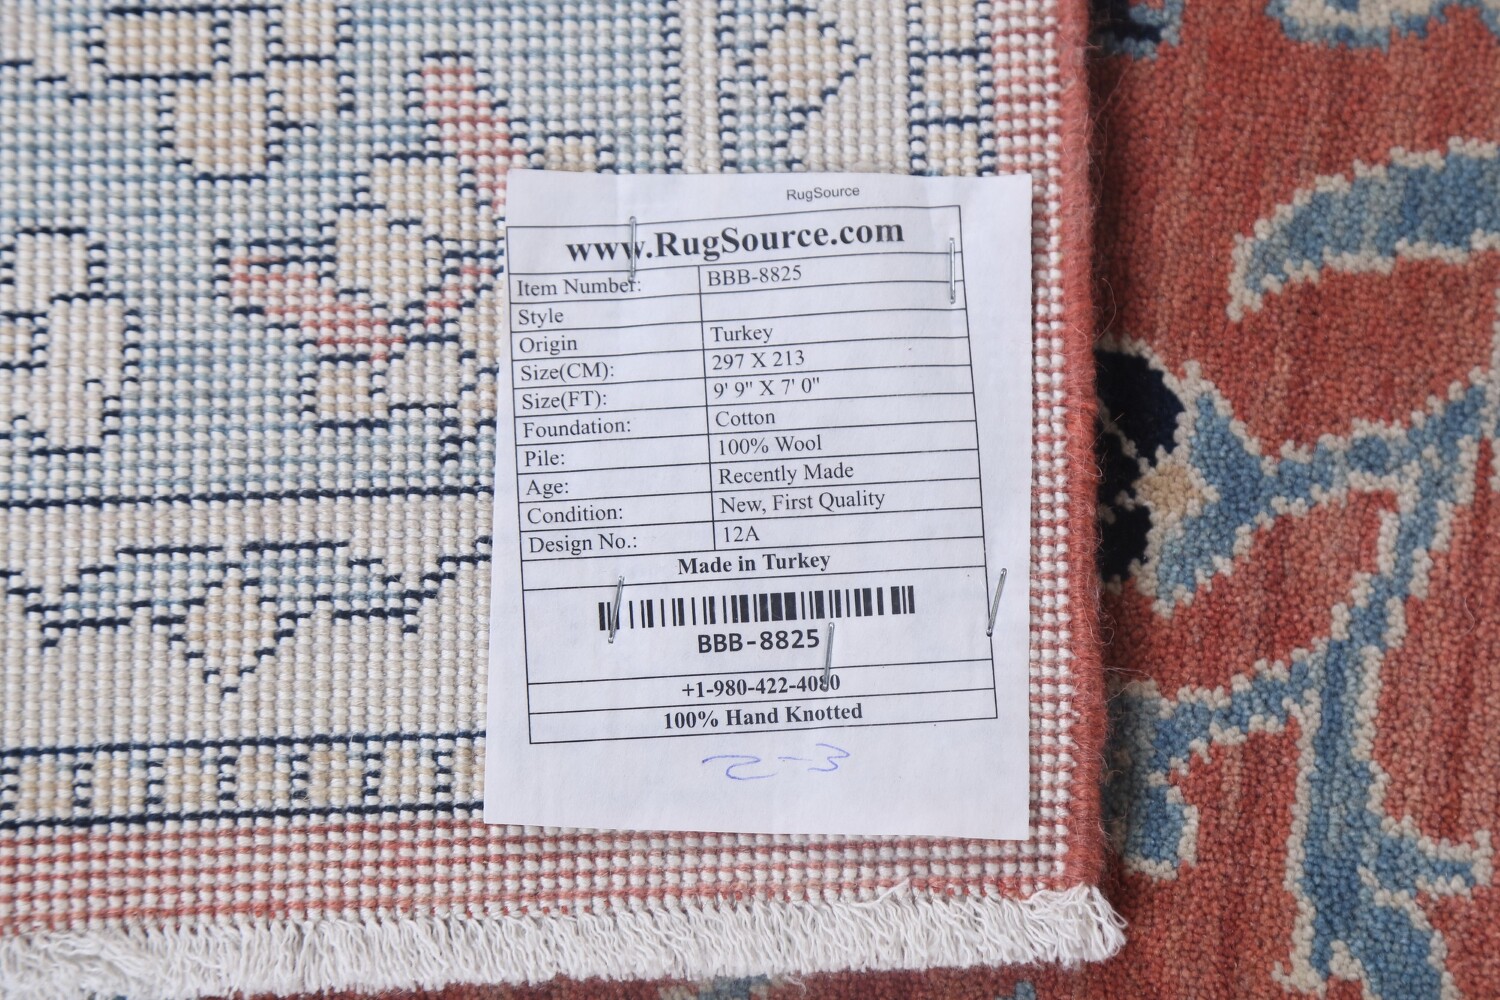 RugSource
www.RugSource.com
Item Number: BBB-8825
Style
Origin Turkey
Size(CM): 297 X 213
Size(FT): 9' 9" X 7' 0"
Foundation: Cotton
Pile: 100% Wool
Age: Recently Made
Condition: New, First Quality
Design No.: 12A
Made in Turkey
BBB-8825
+1-980-422-4080
100% Hand Knotted
2-3